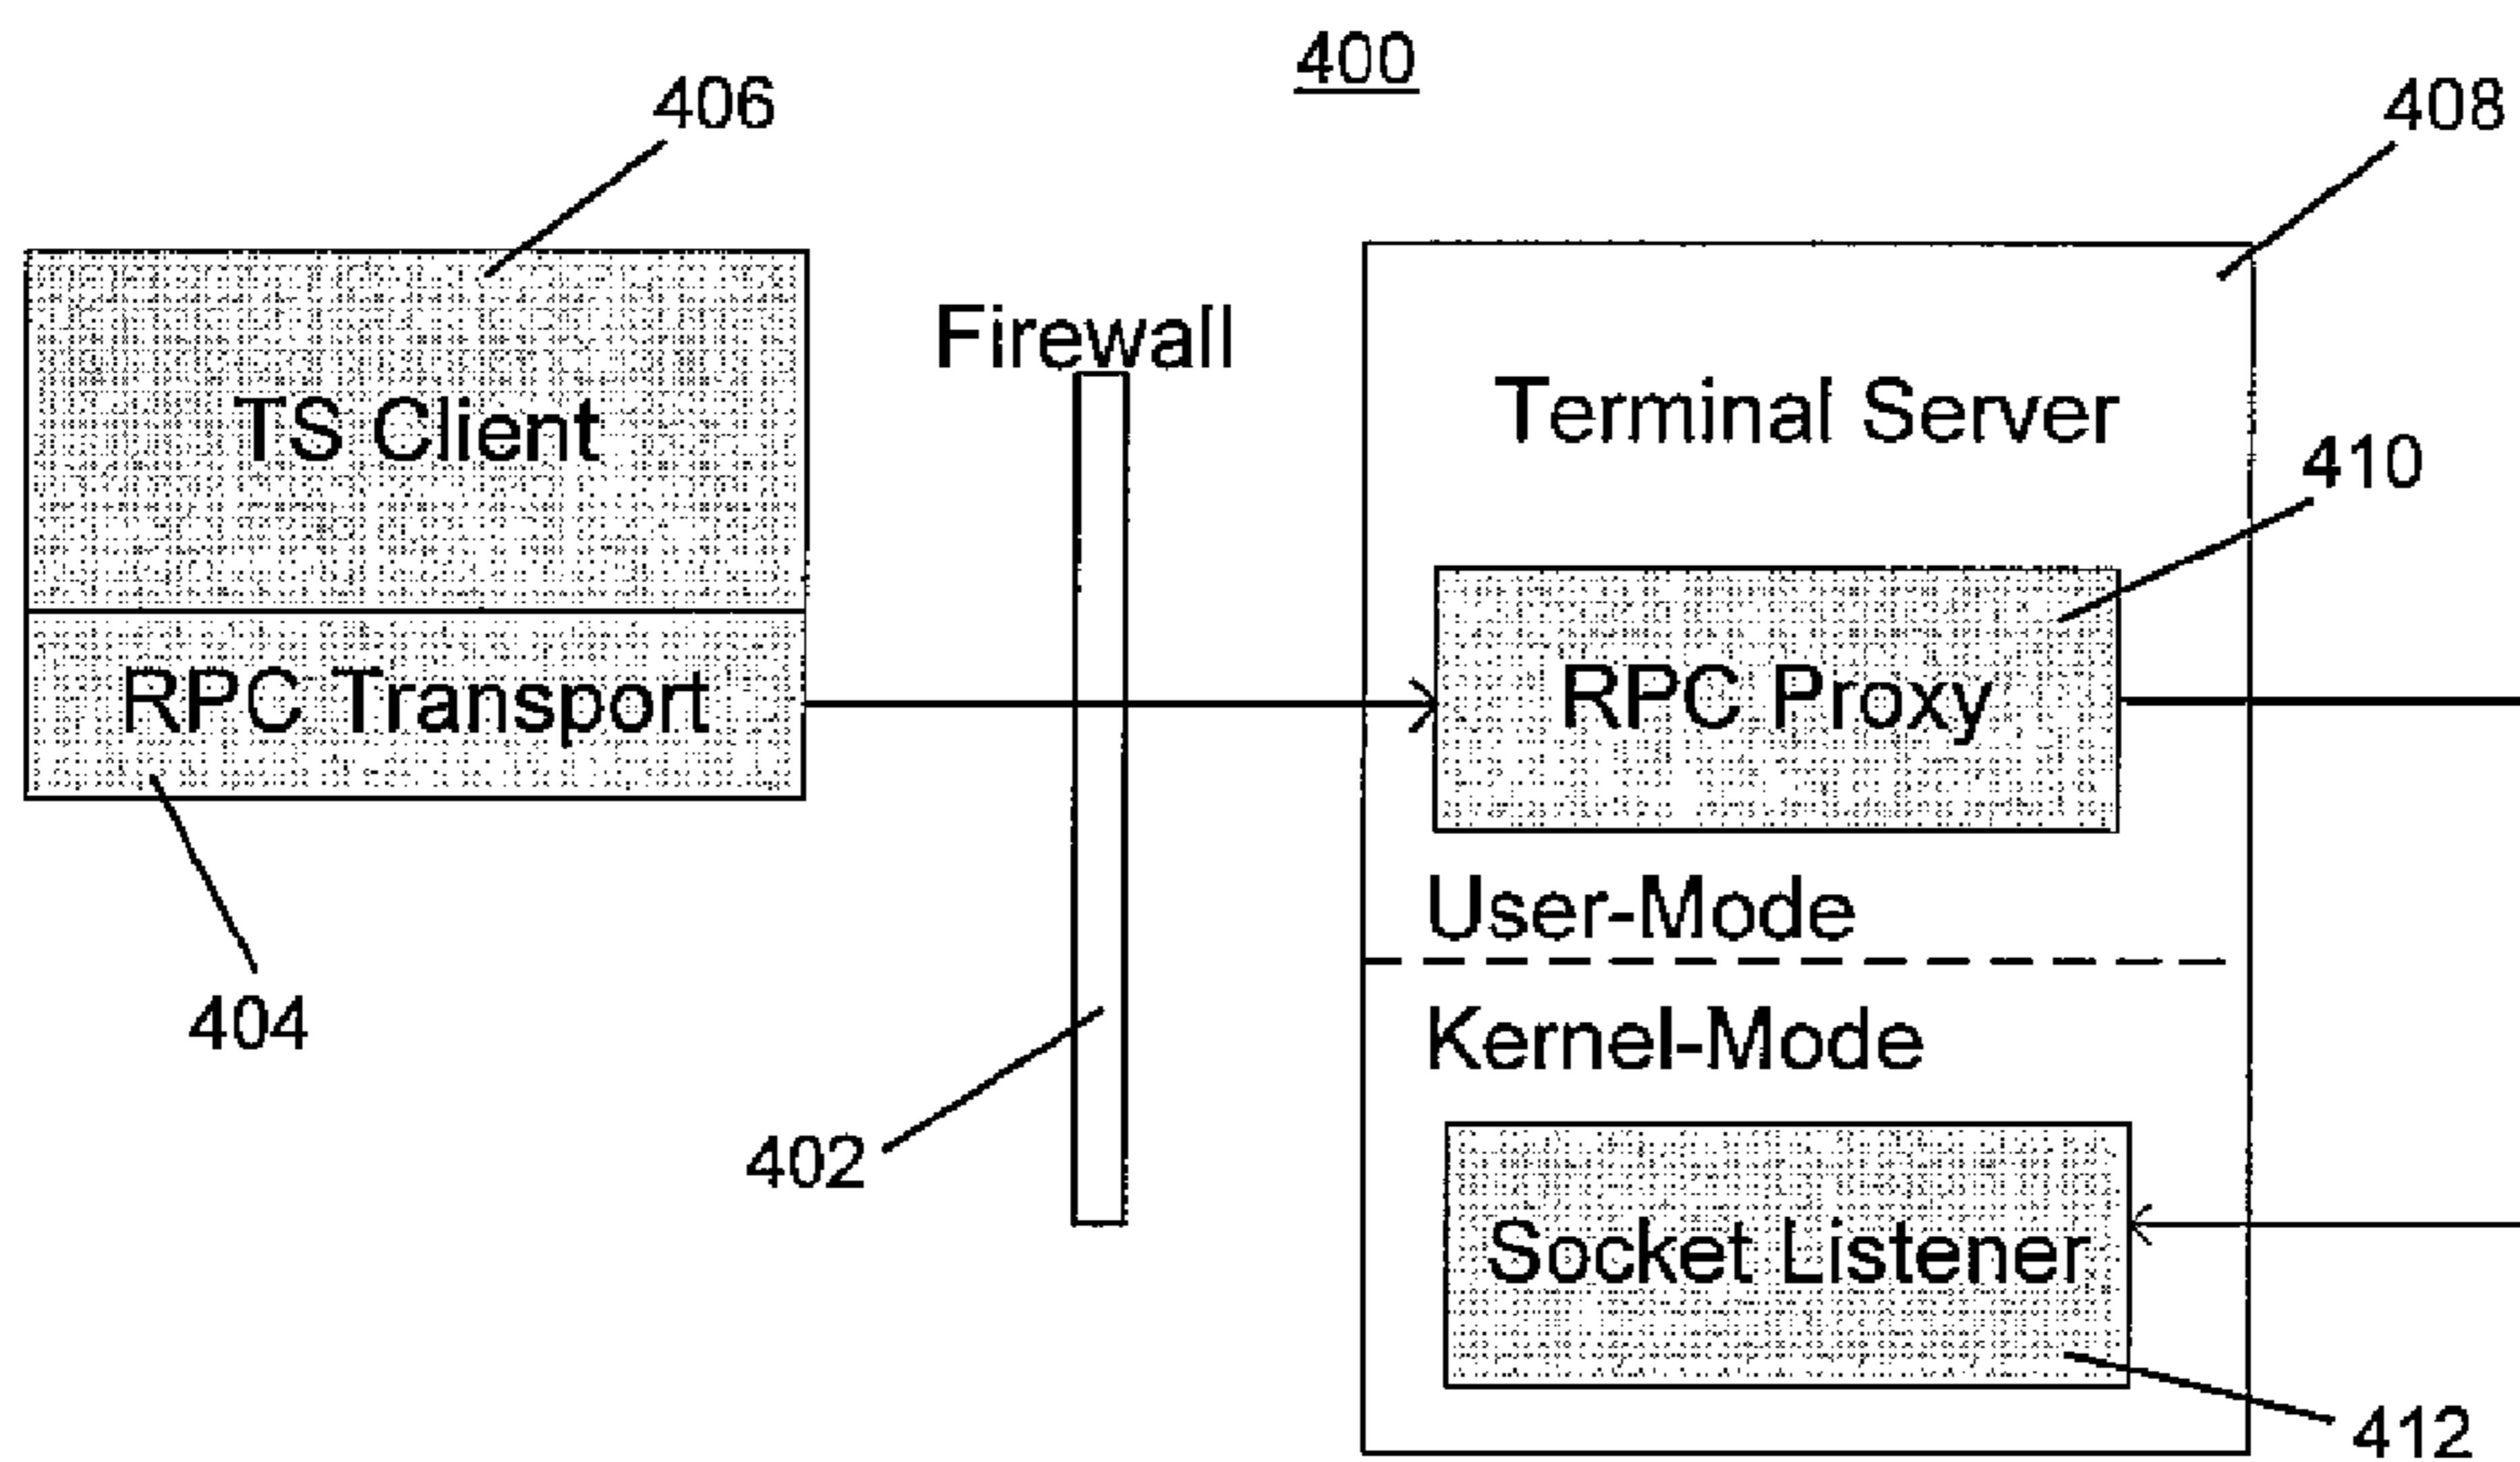 400
406
408
Firewall
TS Client
Terminal Server
410
RPC Transport
RPC Proxy
User-Mode
404
Kernel-Mode
402
Socket Listener
412